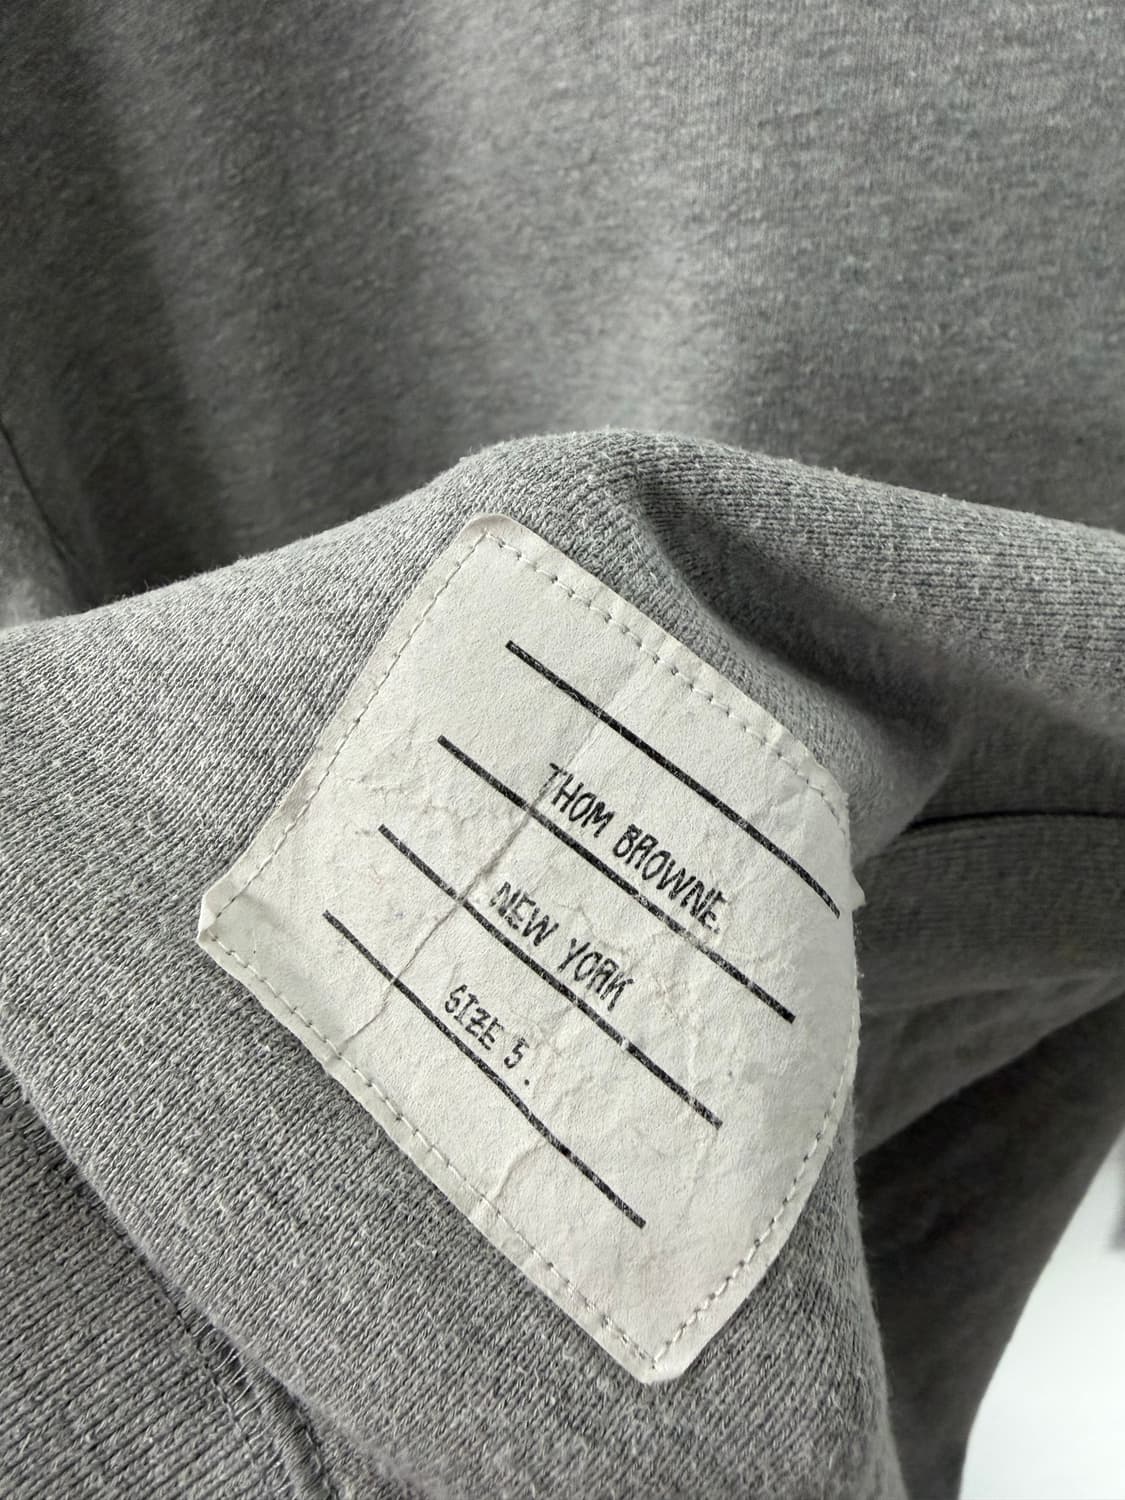 THOM BROWNE.
NEW YORK
SIZE 5.